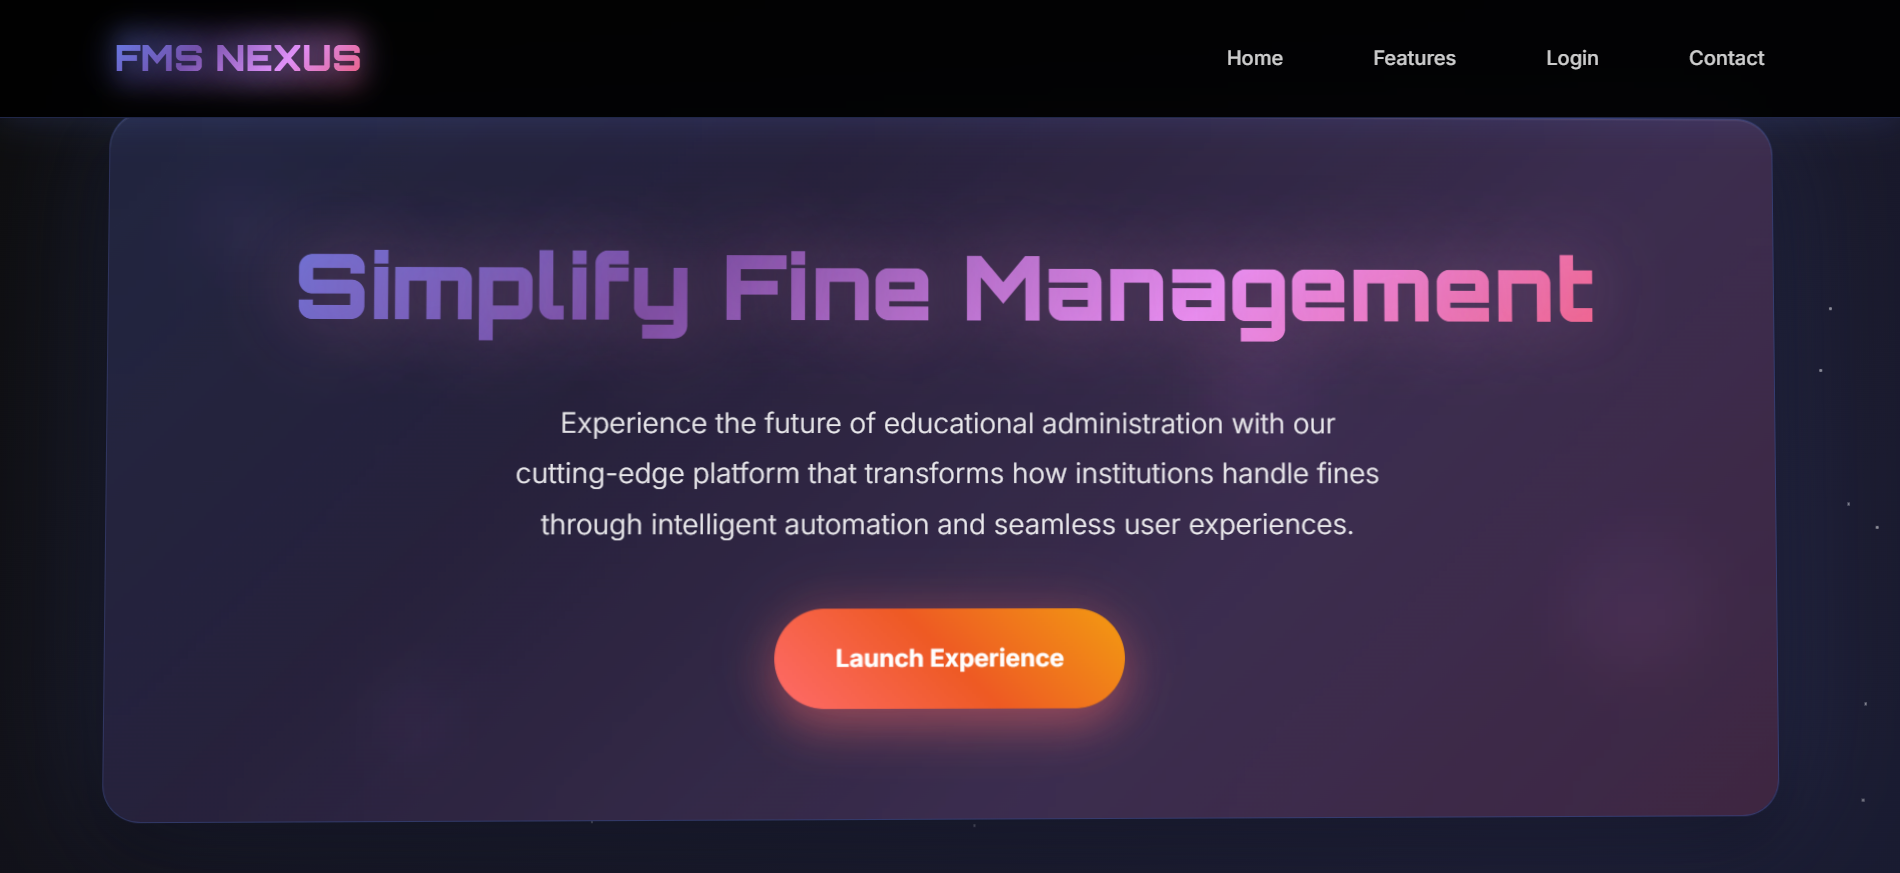 FMS NEXUS
Home
Features
Login
Contact
Simplify Fine Management
Experience the future of educational administration with our
cutting-edge platform that transforms how institutions handle fines
through intelligent automation and seamless user experiences.
Launch Experience